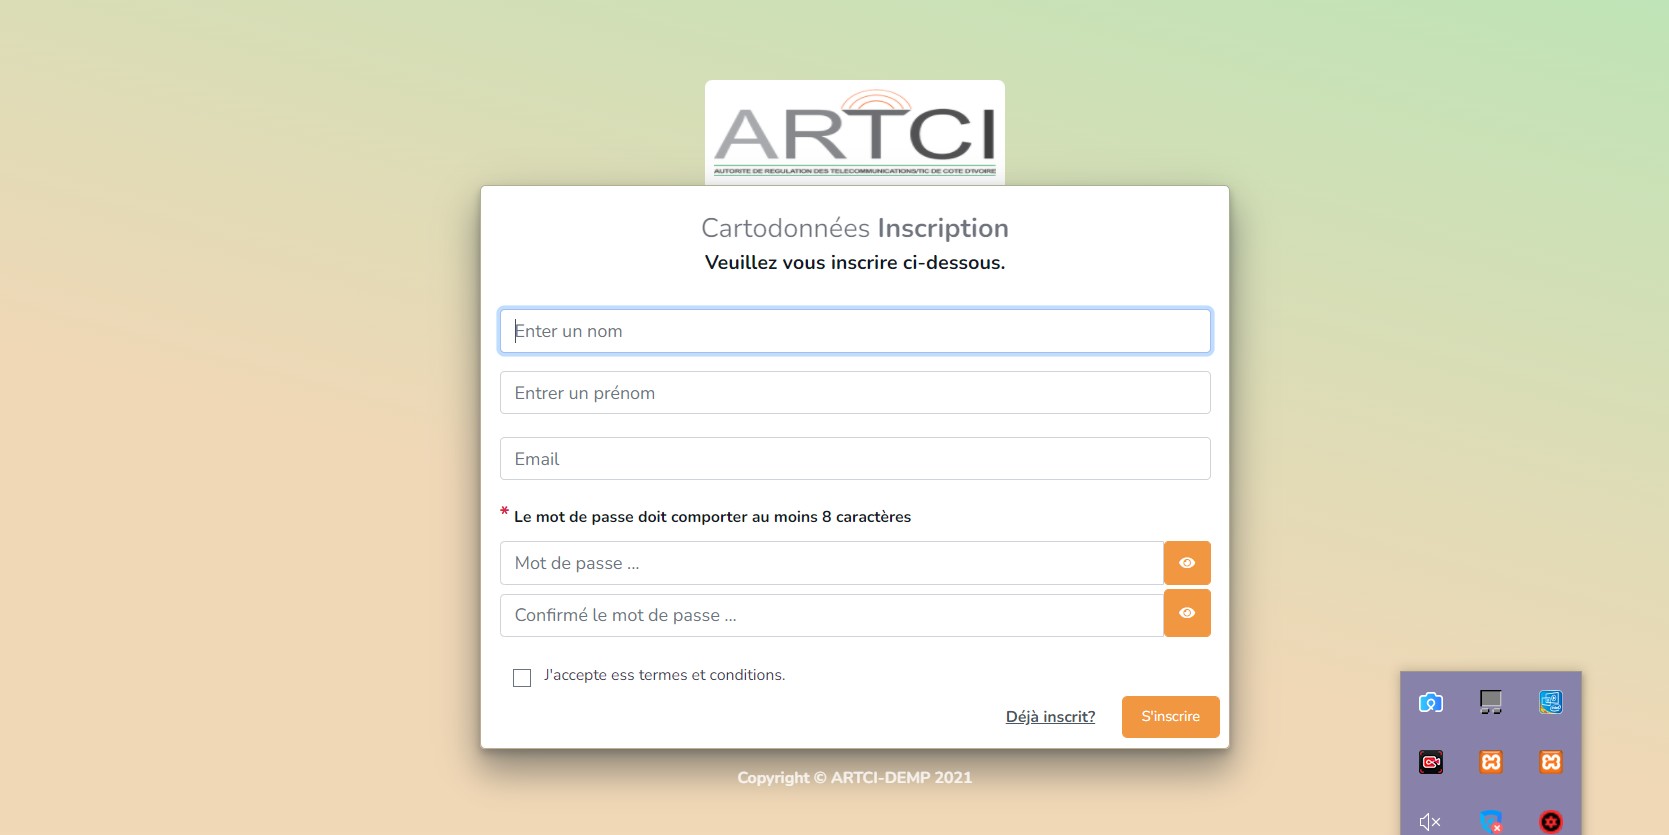 ARTCI
AUTORITE DE REGULATION DES TELECOMMUNICATIONS/TIC DE COTE D'IVOIRE
Cartodonnées Inscription
Veuillez vous inscrire ci-dessous.
Enter un nom
Entrer un prénom
Email
* Le mot de passe doit comporter au moins 8 caractères
Mot de passe ...
Confirmé le mot de passe ...
J'accepte ess termes et conditions.
Déjà inscrit?
S'inscrire
Copyright © ARTCI-DEMP 2021